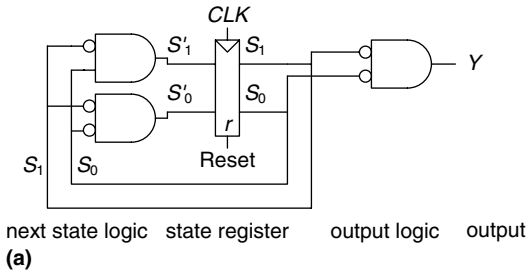 CLK
S'1
S1
S'0
S0
Y
r
Reset
S1
S0
next state logic
state register
output logic
output
(a)